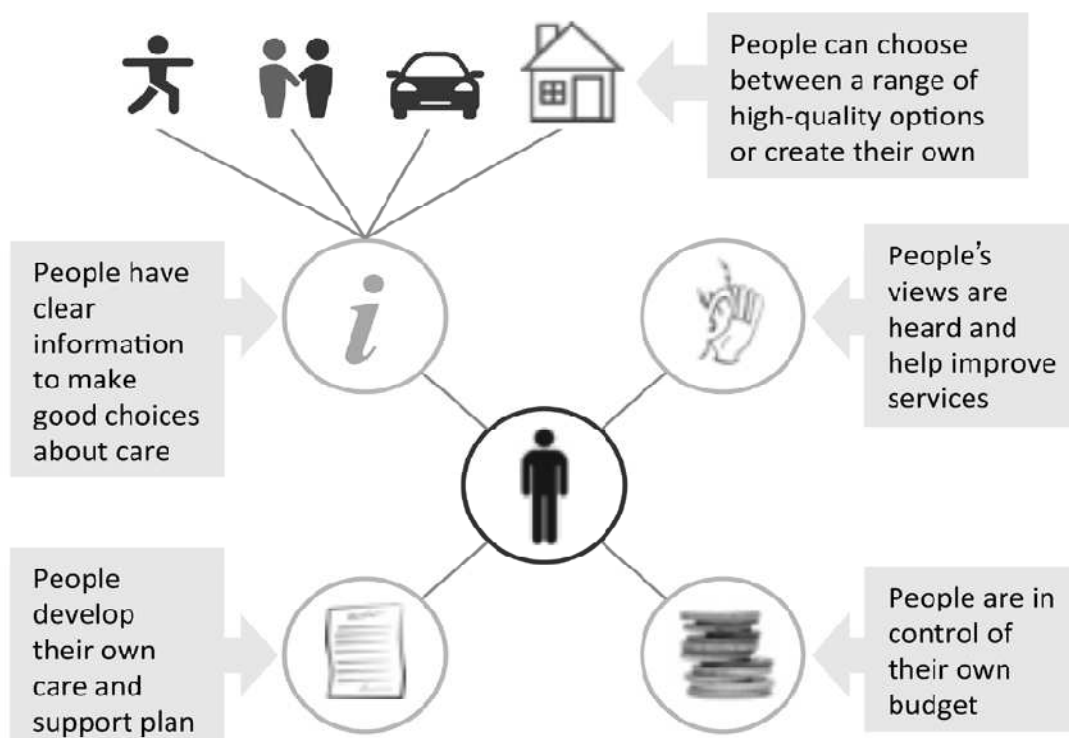 People can choose
between a range of
high-quality options
or create their own
People have
clear
information
to make
good choices
about care
i
People's
views are
heard and
help improve
services
People
develop
their own
care and
support plan
People are in
control of
their own
budget